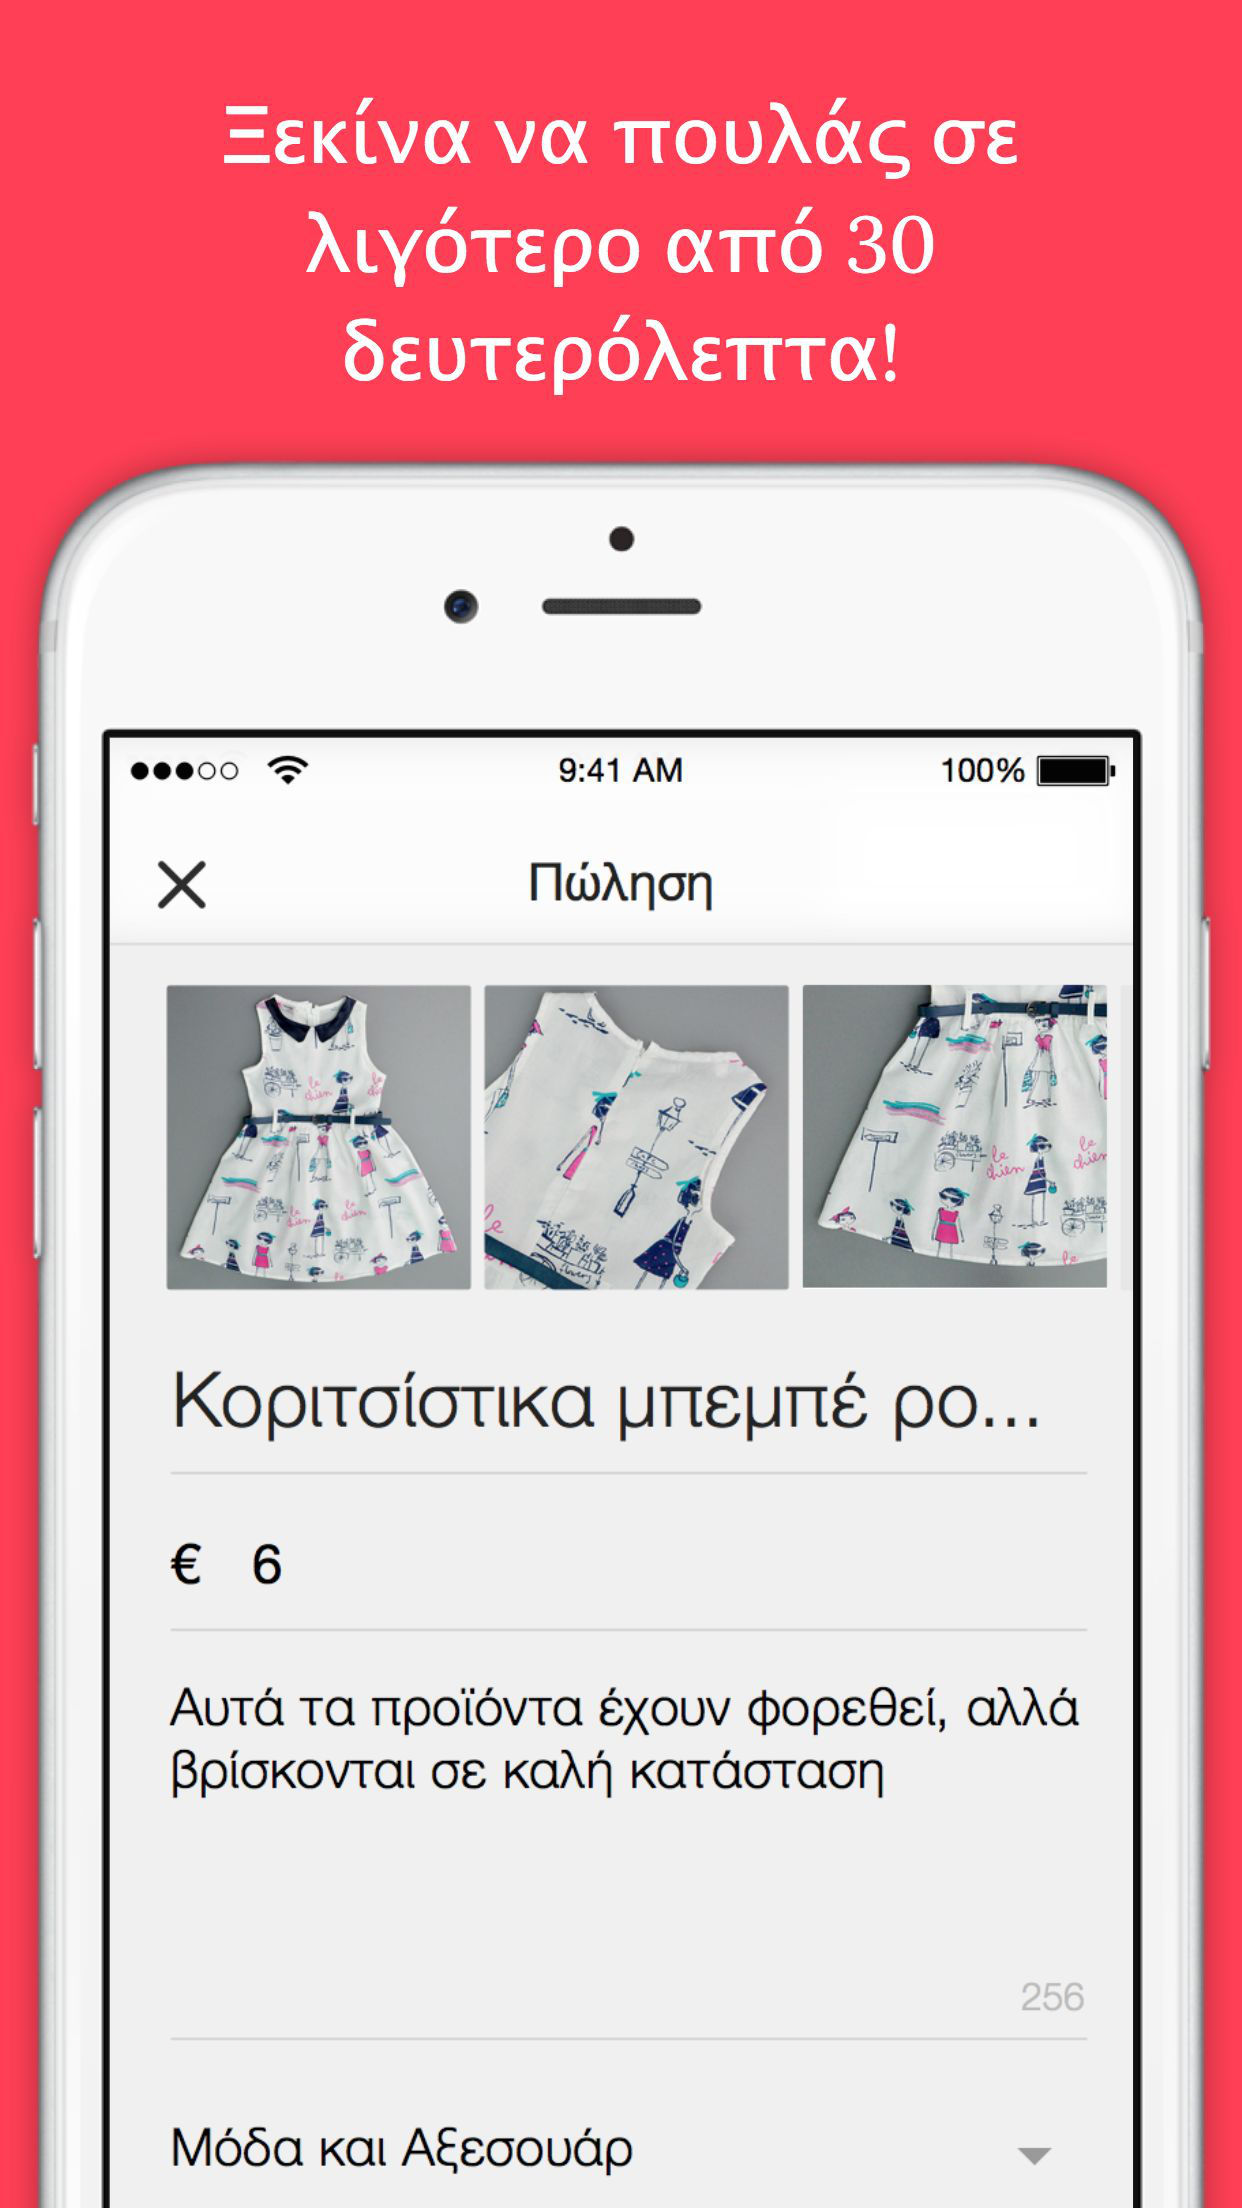 Ξεκίνα να πουλάς σε
λιγότερο από 30
δευτερόλεπτα!
9:41 AM
100%
Πώληση
Κοριτσίστικα μπεμπέ ρο...
€ 6
Αυτά τα προϊόντα έχουν φορεθεί, αλλά
βρίσκονται σε καλή κατάσταση
256
Μόδα και Αξεσουάρ